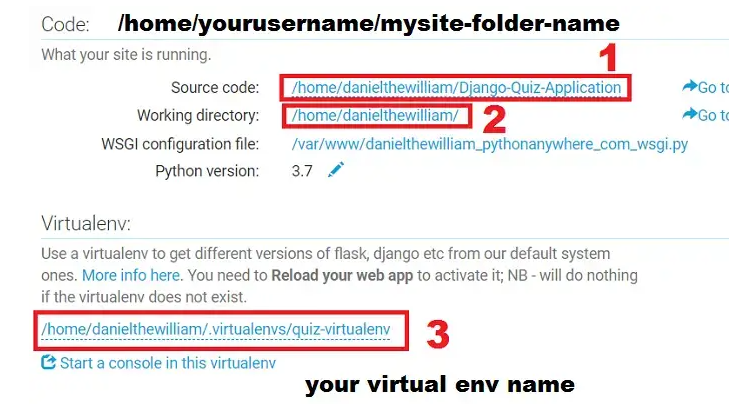 Code: /home/yourusername/mysite-folder-name
What your site is running.
1
Source code: /home/danielthewilliam/Django-Quiz-Application Go to
Working directory: /home/danielthewilliam/ 2 Go to
WSGI configuration file: /var/www/danielthewilliam_pythonanywhere_com_wsgi.py
Python version: 3.7
Virtualenv:
Use a virtualenv to get different versions of flask, django etc from our default system
ones. More info here. You need to Reload your web app to activate it; NB - will do nothing
if the virtualenv does not exist.
/home/danielthewilliam/.virtualenvs/quiz-virtualenv 3
Start a console in this virtualenv
your virtual env name